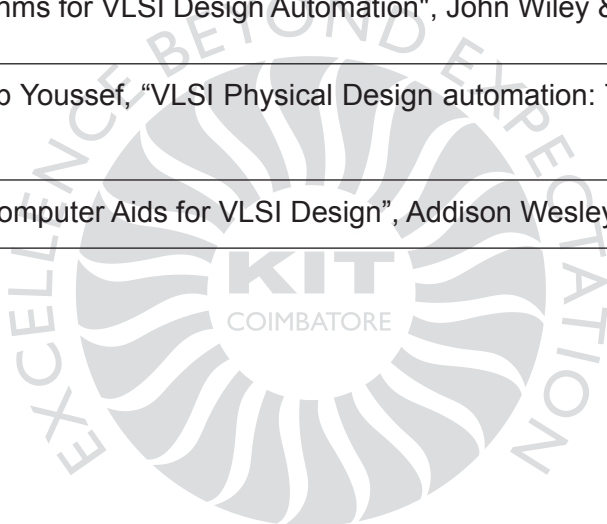 hms for VLSI Design Automation", John Wiley &
b Youssef, “VLSI Physical Design automation:
omputer Aids for VLSI Design”, Addison Wesley
EXCELLENCE BEYOND EXPECTATION
KIT
COIMBATORE